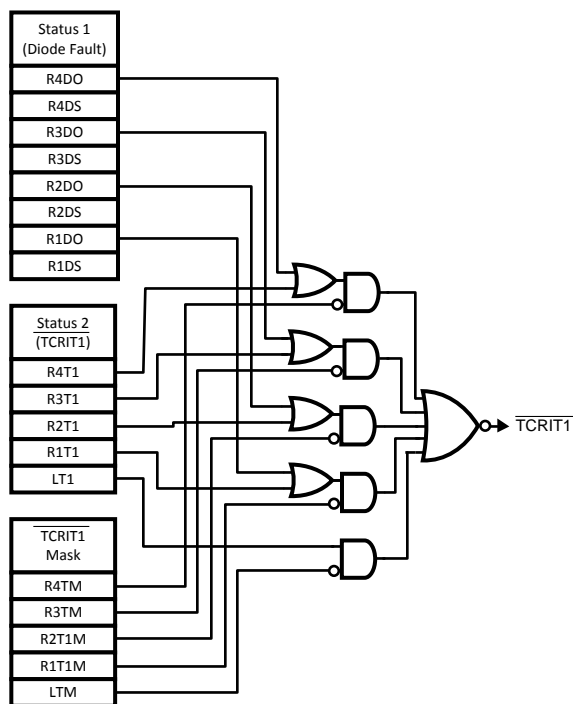 Status 1
(Diode Fault)
R4DO
R4DS
R3DO
R3DS
R2DO
R2DS
R1DO
R1DS
Status 2
(TCRIT1)
R4T1
R3T1
R2T1
R1T1
LT1
TCRIT1
Mask
R4TM
R3TM
R2T1M
R1T1M
LTM
TCRIT1